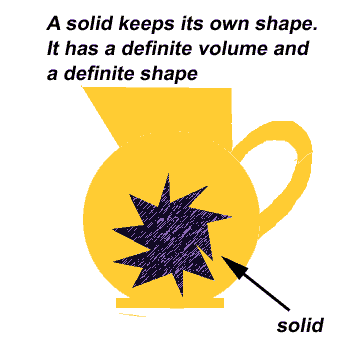 A solid keeps its own shape.
It has a definite volume and
a definite shape
solid